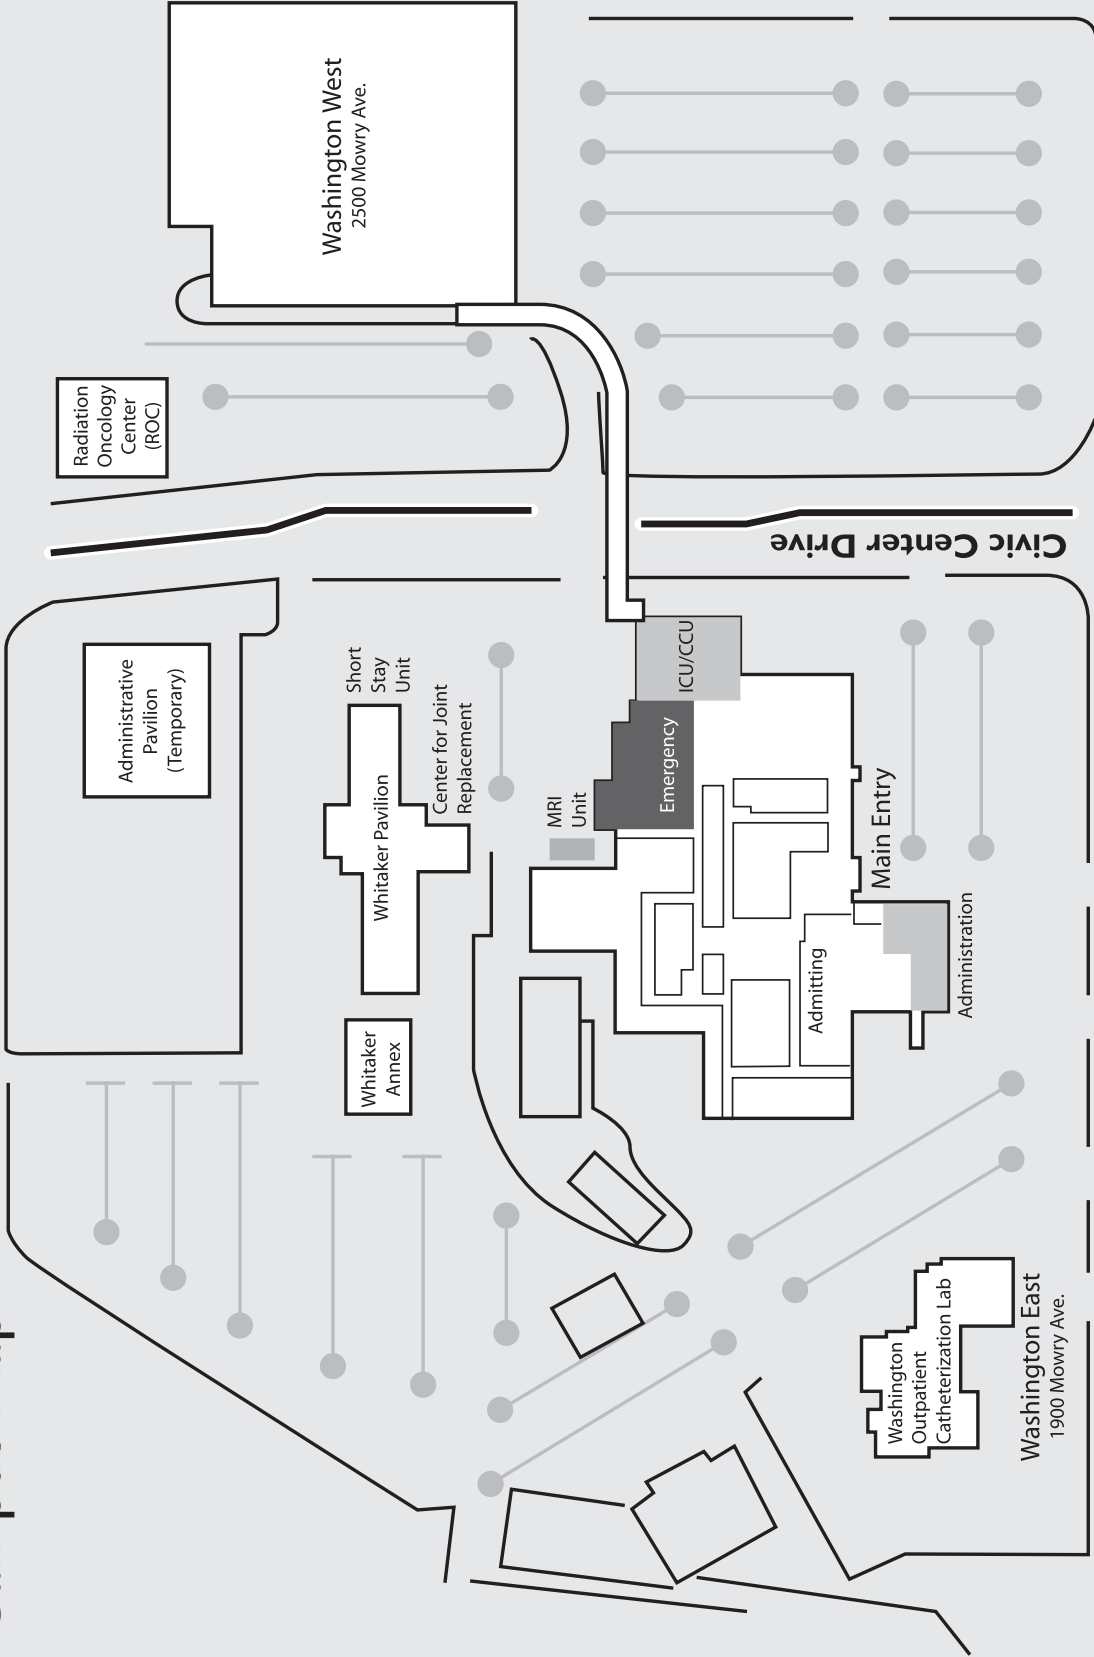 Washington West
2500 Mowry Ave.
Radiation
Oncology
Center
(ROC)
Civic Center Drive
Administrative
Pavilion
(Temporary)
Short
Stay
Unit
Whitaker Pavilion
Center for Joint
Replacement
Whitaker
Annex
MRI
Unit
Emergency
ICU/CCU
Main Entry
Admitting
Administration
Washington
Outpatient
Catheterization Lab
Washington East
1900 Mowry Ave.